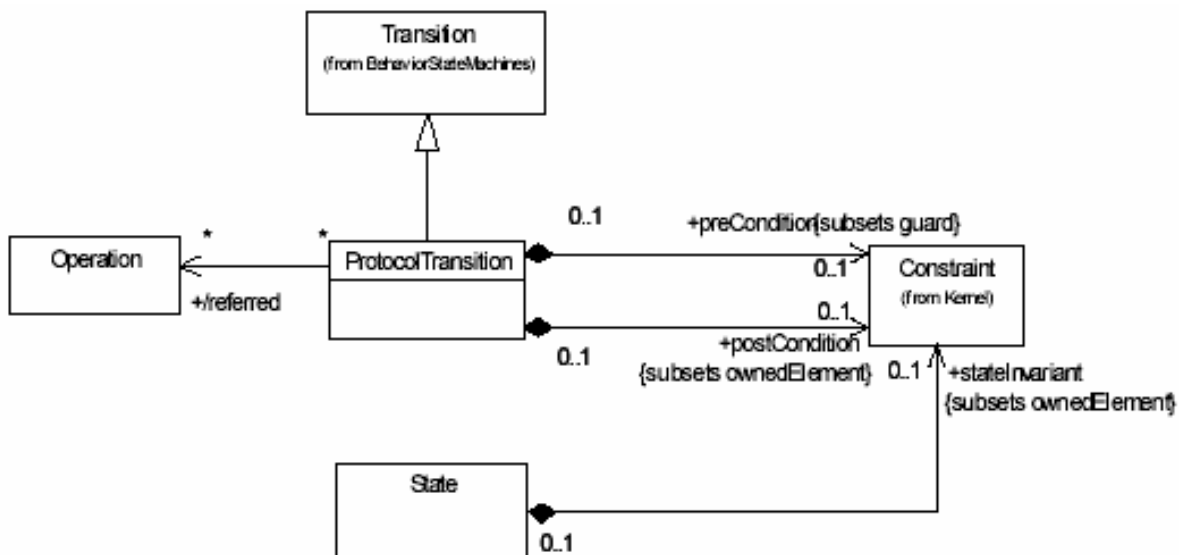 Transition
(from BehaviorStateMachines)
0..1
+preCondition{subsets guard}
*
*
Operation
ProtocolTransition
0..1
Constraint
(from Kernel)
+/referred
0..1
0..1
+postCondition
{subsets ownedElement}
0..1
+stateInvariant
{subsets ownedElement}
State
0..1